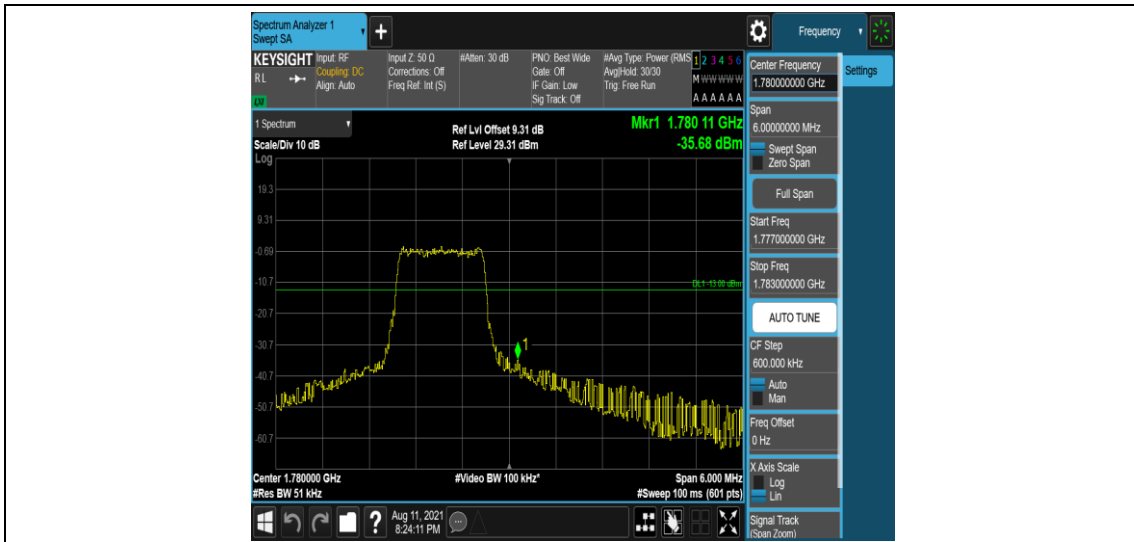 Spectrum Analyzer 1
Swept SA
+
Frequency
KEYSIGHT
RL
LM
Input: RF
Coupling: DC
Align: Auto
Input Z: 50 Ω
Corrections: Off
Freq Ref: Int (S)
#Atten: 30 dB
PNO: Best Wide
Gate: Off
IF Gain: Low
Sig Track: Off
#Avg Type: Power (RMS
Avg|Hold: 30/30
Trig: Free Run
1 2 3 4 5 6
M W W W W W
A A A A A A
1 Spectrum
Scale/Div 10 dB
Log
Ref Lvl Offset 9.31 dB
Ref Level 29.31 dBm
Mkr1 1.780 11 GHz
-35.68 dBm
19.3
9.31
-0.69
-10.7
DL1 -13.00 dBm
-20.7
-30.7
1
-40.7
-50.7
-60.7
Center 1.780000 GHz
#Res BW 51 kHz
#Video BW 100 kHz*
Span 6.000 MHz
#Sweep 100 ms (601 pts)
?
Aug 11, 2021
8:24:11 PM
Center Frequency
1.780000000 GHz
Settings
Span
6.00000000 MHz
Swept Span
Zero Span
Full Span
Start Freq
1.777000000 GHz
Stop Freq
1.783000000 GHz
AUTO TUNE
CF Step
600.000 kHz
Auto
Man
Freq Offset
0 Hz
X Axis Scale
Log
Lin
Signal Track
(Span Zoom)